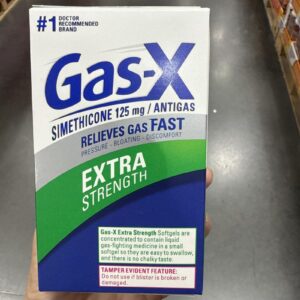 #1 DOCTOR
RECOMMENDED
BRAND
Gas-X
SIMETHICONE 125 mg / ANTIGAS
RELIEVES GAS FAST
PRESSURE - BLOATING - DISCOMFORT
EXTRA
STRENGTH
Gas-X Extra Strength Softgels are
concentrated to contain liquid
gas-fighting medicine in a small
softgel so they are easy to swallow,
and there is no chalky taste.
TAMPER EVIDENT FEATURE:
Do not use if blister is broken or
damaged.